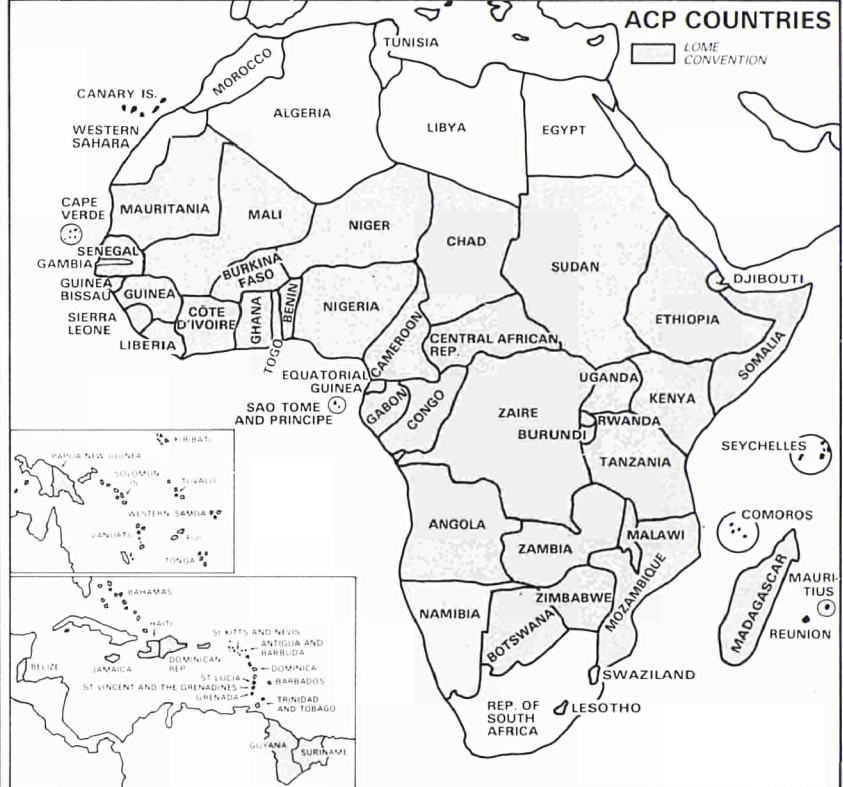 ACP COUNTRIES
LOME
CONVENTION
TUNISIA
MOROCCO
CANARY IS.
ALGERIA
LIBYA
EGYPT
WESTERN
SAHARA
CAPE
VERDE
MAURITANIA
MALI
NIGER
CHAD
SUDAN
SENEGAL
GAMBIA
BURKINA
FASO
DJIBOUTI
GUINEA
BISSAU
GUINEA
NIGERIA
BENIN
CÔTE
D'IVOIRE
GHANA
TOGO
SIERRA
LEONE
LIBERIA
CAMEROON
CENTRAL AFRICAN
REP.
ETHIOPIA
SOMALIA
EQUATORIAL
GUINEA
GABON
CONGO
UGANDA
KENYA
SAO TOME
AND PRINCIPE
ZAIRE
RWANDA
BURUNDI
TANZANIA
SEYCHELLES
KIRIBATI
PAPUA NEW GUINEA
SOLOMON
IS
TUVALU
WESTERN SAMOA
VANUATU
FIJI
TONGA
COMOROS
ANGOLA
ZAMBIA
MALAWI
MOZAMBIQUE
MADAGASCAR
MAURI-
TIUS
REUNION
ZIMBABWE
NAMIBIA
BOTSWANA
SWAZILAND
LESOTHO
REP. OF
SOUTH
AFRICA
BAHAMAS
HAITI
ST KITTS AND NEVIS
ANTIGUA AND
BARBUDA
BELIZE
JAMAICA
DOMINICAN
REP
DOMINICA
ST LUCIA
BARBADOS
ST VINCENT AND THE GRENADINES
GRENADA
TRINIDAD
AND TOBAGO
GUYANA
SURINAME